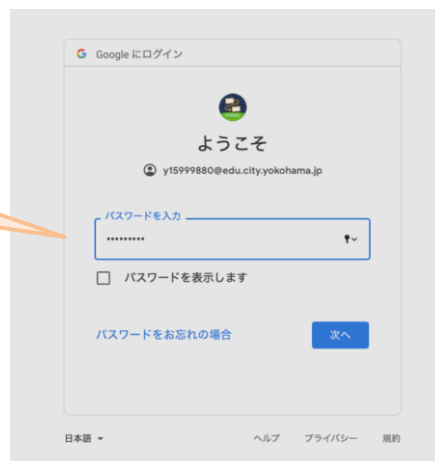 Google にログイン
ようこそ
y15999880@edu.city.yokohama.jp
パスワードを入力
•••••••••
パスワードを表示します
パスワードをお忘れの場合
次へ
日本語 ヘルプ プライバシー 規約